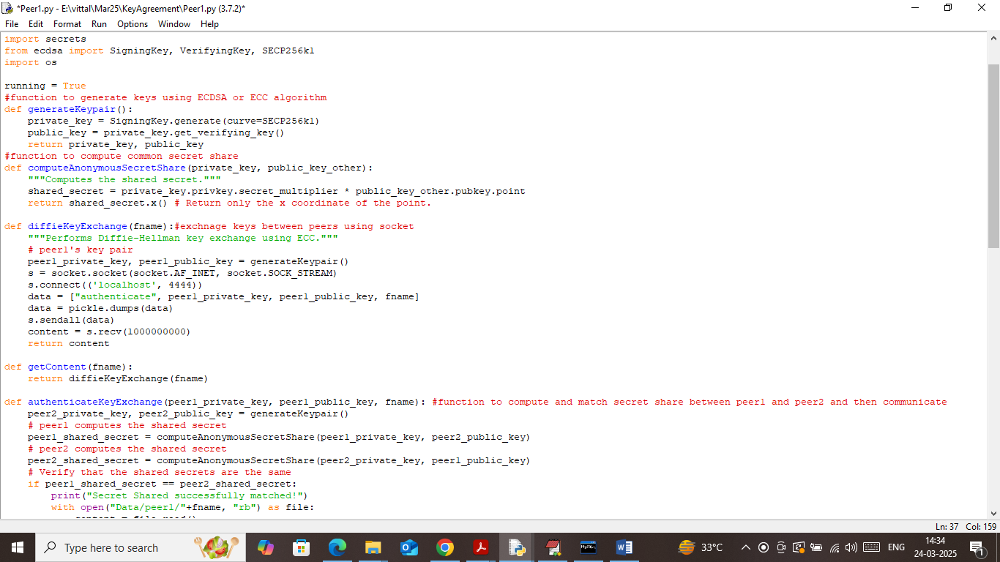 *Peer1.py - E:\vittal\Mar25\KeyAgreement\Peer1.py (3.7.2)*
File Edit Format Run Options Window Help
import secrets
from ecdsa import SigningKey, VerifyingKey, SECP256k1
import os
running = True
#function to generate keys using ECDSA or ECC algorithm
def generateKeypair():
    private_key = SigningKey.generate(curve=SECP256k1)
    public_key = private_key.get_verifying_key()
    return private_key, public_key
#function to compute common secret share
def computeAnonymousSecretShare(private_key, public_key_other):
    """Computes the shared secret."""
    shared_secret = private_key.privkey.secret_multiplier * public_key_other.pubkey.point
    return shared_secret.x() # Return only the x coordinate of the point.
def diffieKeyExchange(fname):#exchnage keys between peers using socket
    """Performs Diffie-Hellman key exchange using ECC."""
    # peer1's key pair
    peer1_private_key, peer1_public_key = generateKeypair()
    s = socket.socket(socket.AF_INET, socket.SOCK_STREAM)
    s.connect(('localhost', 4444))
    data = ["authenticate", peer1_private_key, peer1_public_key, fname]
    data = pickle.dumps(data)
    s.sendall(data)
    content = s.recv(1000000000)
    return content
def getContent(fname):
    return diffieKeyExchange(fname)
def authenticateKeyExchange(peer1_private_key, peer1_public_key, fname): #function to compute and match secret share between peer1 and peer2 and then communicate
    peer2_private_key, peer2_public_key = generateKeypair()
    # peer1 computes the shared secret
    peer1_shared_secret = computeAnonymousSecretShare(peer1_private_key, peer2_public_key)
    # peer2 computes the shared secret
    peer2_shared_secret = computeAnonymousSecretShare(peer2_private_key, peer1_public_key)
    # Verify that the shared secrets are the same
    if peer1_shared_secret == peer2_shared_secret:
        print("Secret Shared successfully matched!")
        with open("Data/peer1/"+fname, "rb") as file:
Ln: 37 Col: 159
Type here to search
MySQL
33°C
ENG
14:34
24-03-2025
1